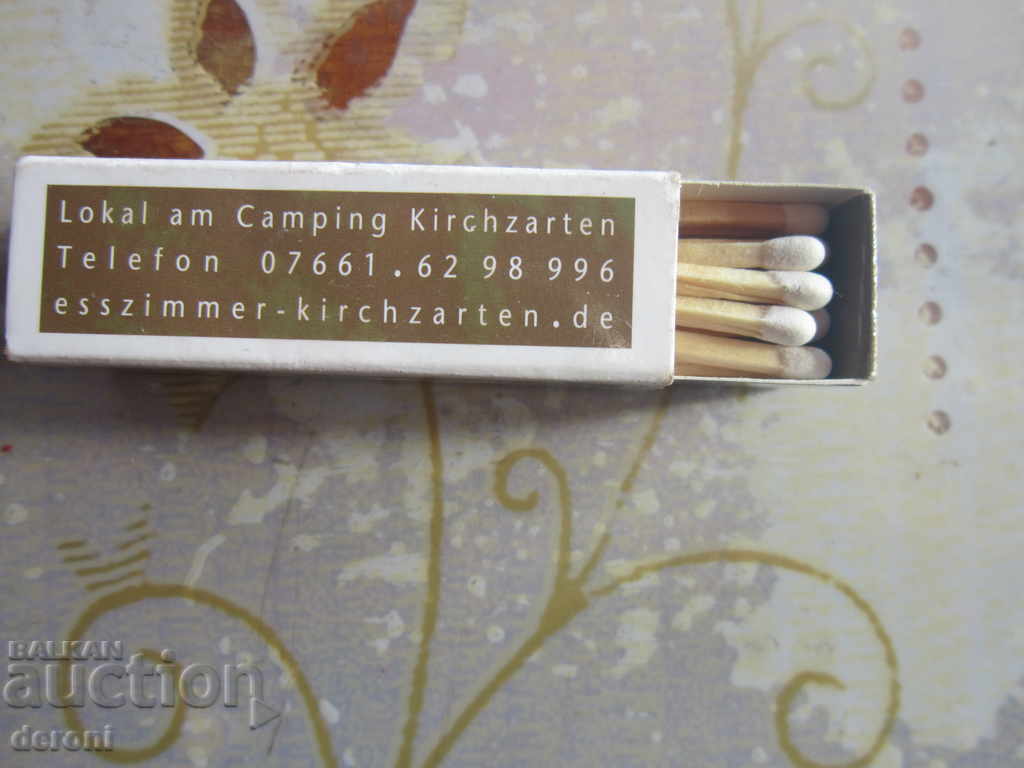 Lokal am Camping Kirchzarten
Telefon 07661.62 98 996
esszimmer-kirchzarten.de
BALKAN
auction
deroni